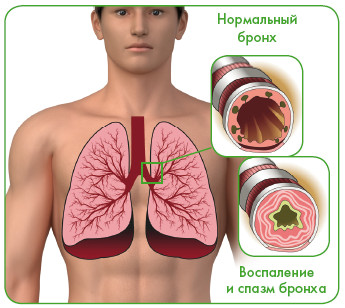 Нормальный
бронх
Воспаление
и спазм бронха